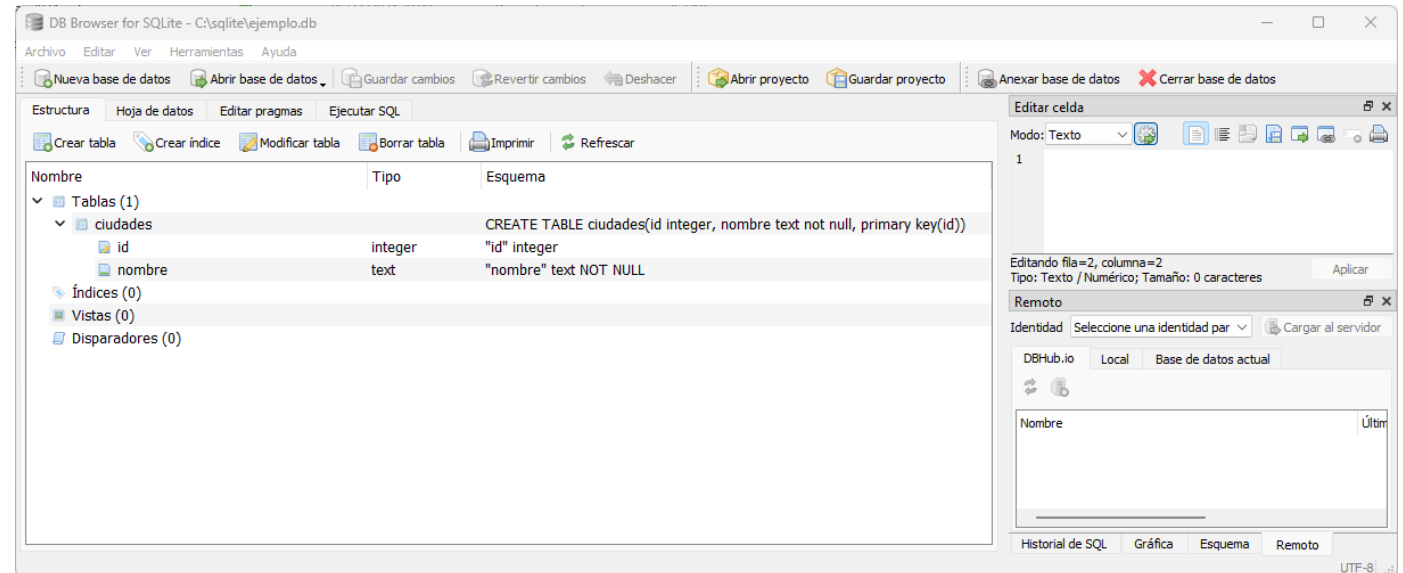 DB Browser for SQLite - C:\sqlite\ejemplo.db
Archivo Editar Ver Herramientas Ayuda
Nueva base de datos Abrir base de datos Guardar cambios Revertir cambios Deshacer Abrir proyecto Guardar proyecto Anexar base de datos Cerrar base de datos
Estructura Hoja de datos Editar pragmas Ejecutar SQL
Crear tabla Crear índice Modificar tabla Borrar tabla Imprimir Refrescar
Nombre Tipo Esquema
Tablas (1)
ciudades CREATE TABLE ciudades(id integer, nombre text not null, primary key(id))
id integer "id" integer
nombre text "nombre" text NOT NULL
Índices (0)
Vistas (0)
Disparadores (0)
Editar celda
Modo: Texto
1
Editando fila=2, columna=2
Tipo: Texto / Numérico; Tamaño: 0 caracteres
Aplicar
Remoto
Identidad Seleccione una identidad par Cargar al servidor
DBHub.io Local Base de datos actual
Nombre Últim
Historial de SQL Gráfica Esquema Remoto
UTF-8